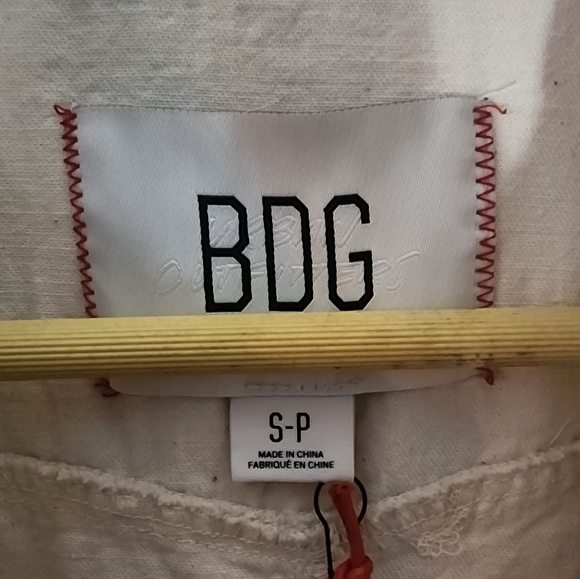 BDG
URBAN
OUTFITTERS
S-P
MADE IN CHINA
FABRIQUÉ EN CHINE